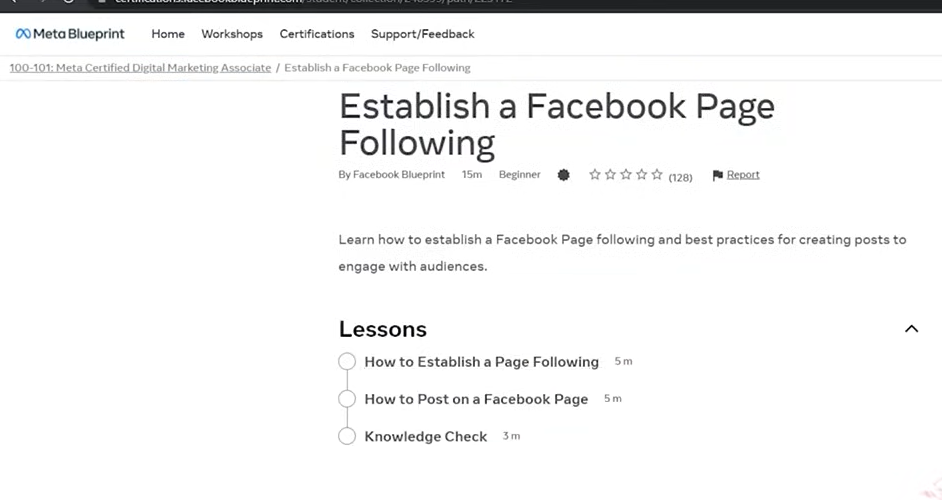 Meta Blueprint Home Workshops Certifications Support/Feedback
100-101: Meta Certified Digital Marketing Associate / Establish a Facebook Page Following
Establish a Facebook Page
Following
By Facebook Blueprint 15m Beginner (128) Report
Learn how to establish a Facebook Page following and best practices for creating posts to
engage with audiences.
Lessons
How to Establish a Page Following 5 m
How to Post on a Facebook Page 5 m
Knowledge Check 3 m